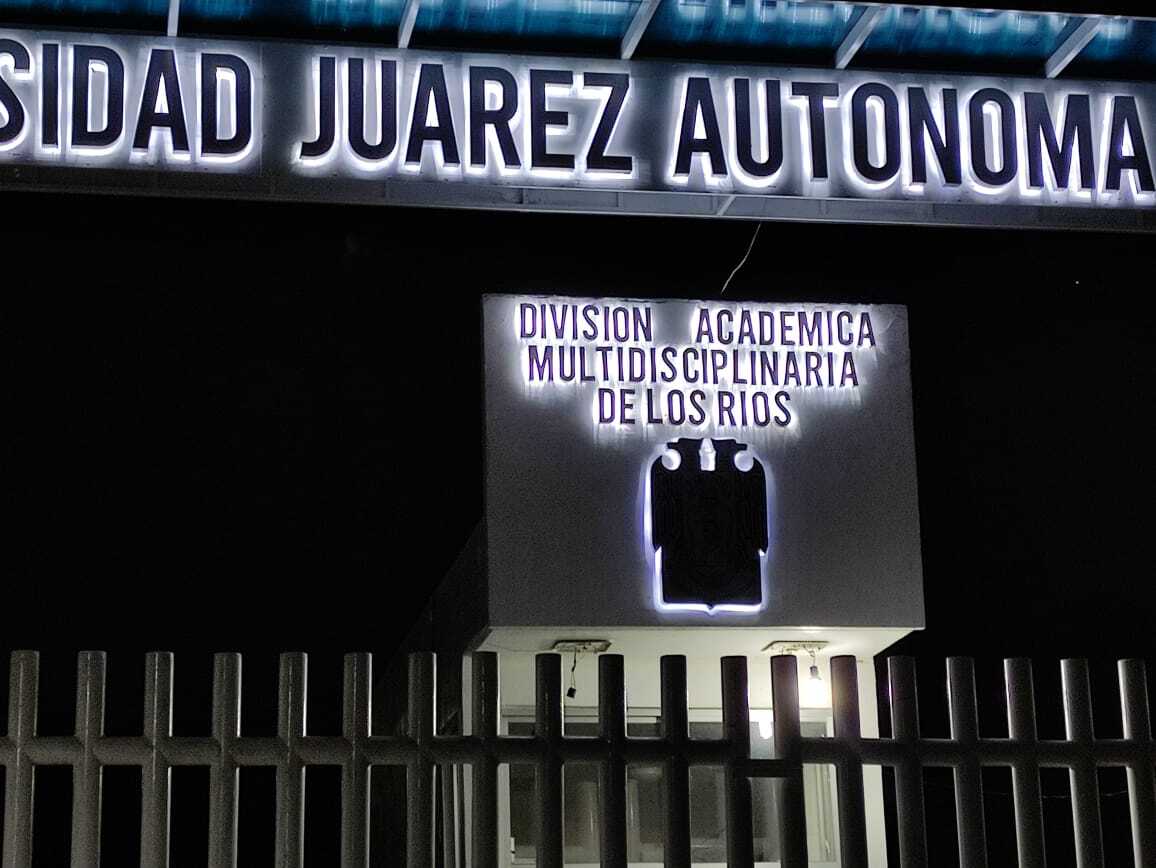 SIDAD JUAREZ AUTONOMA
DIVISION ACADEMICA
MULTIDISCIPLINARIA
DE LOS RIOS